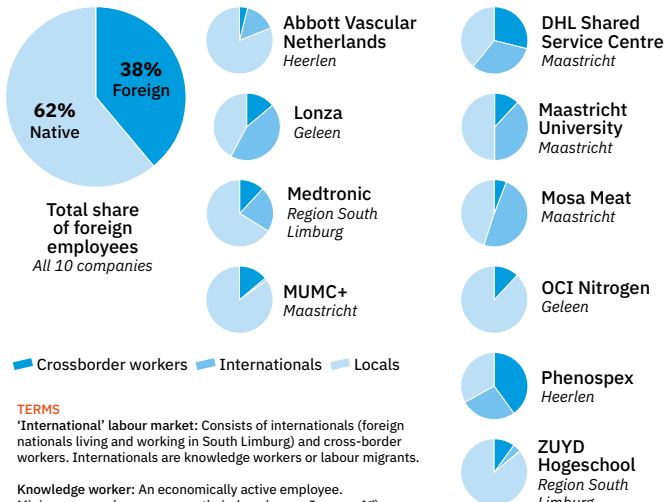 38%
Foreign
62%
Native
Total share
of foreign
employees
All 10 companies
Abbott Vascular
Netherlands
Heerlen
Lonza
Geleen
Medtronic
Region South
Limburg
MUMC+
Maastricht
DHL Shared
Service Centre
Maastricht
Maastricht
University
Maastricht
Mosa Meat
Maastricht
OCI Nitrogen
Geleen
Phenospex
Heerlen
ZUYD
Hogeschool
Region South
Limburg
Crossborder workers Internationals Locals
TERMS
‘International’ labour market: Consists of internationals (foreign
nationals living and working in South Limburg) and cross-border
workers. Internationals are knowledge workers or labour migrants.
Knowledge worker: An economically active employee.